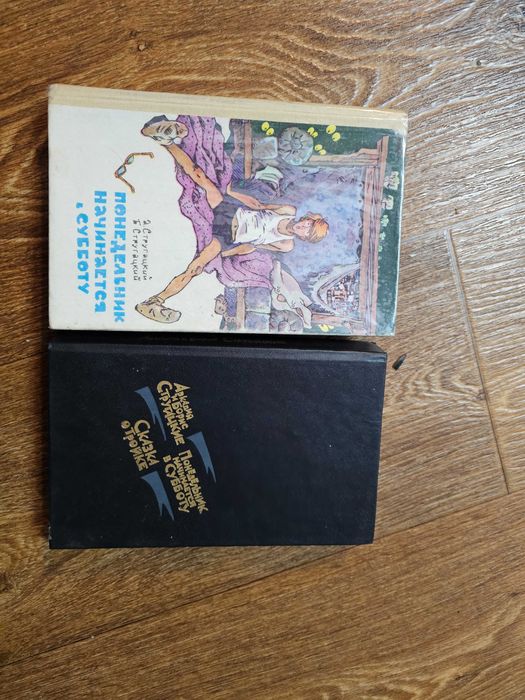 А Стругацкий
Б Стругацкий
ПОНЕДЕЛЬНИК
НАЧИНАЕТСЯ
В СУББОТУ
Аркадий
и Борис
Стругацкие
Понедельник
начинается
в субботу
Сказка
о тройке